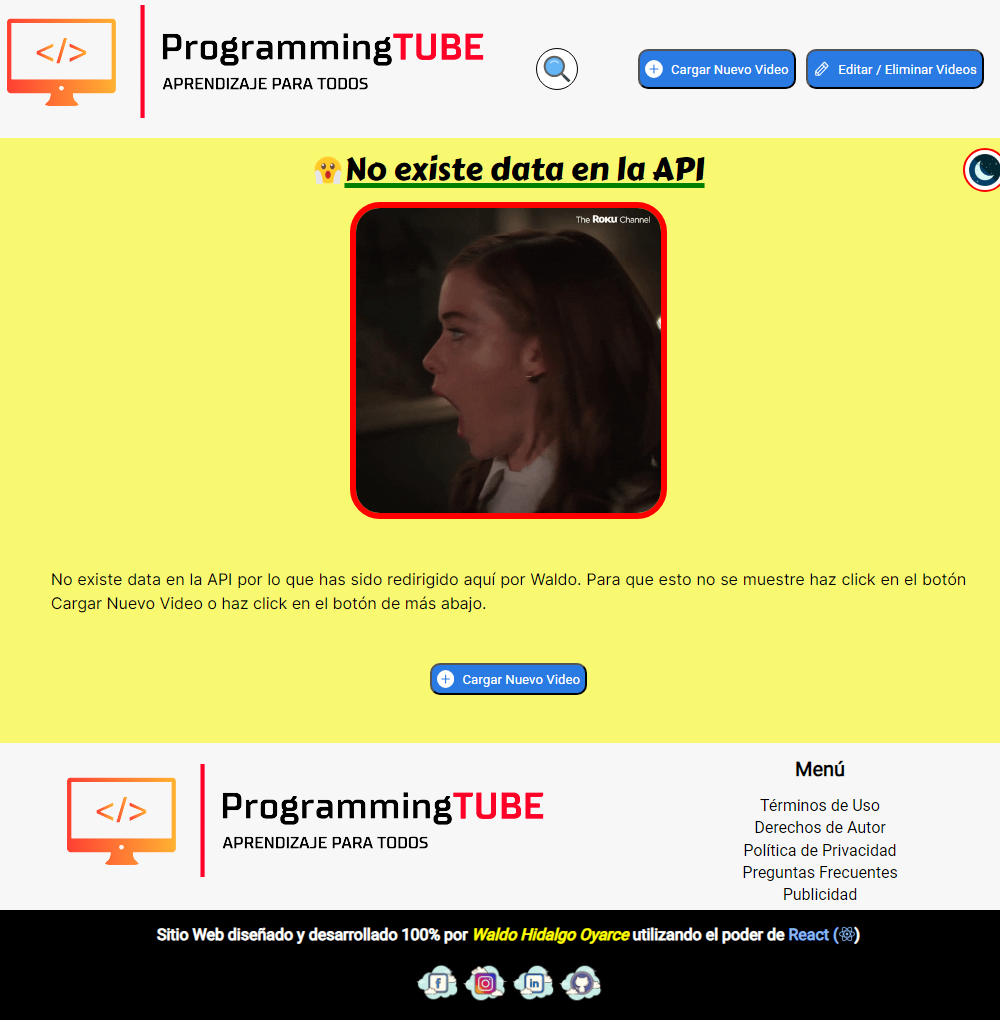 </>
ProgrammingTUBE
APRENDIZAJE PARA TODOS
Cargar Nuevo Video
Editar / Eliminar Videos
😱No existe data en la API
The Roku Channel
No existe data en la API por lo que has sido redirigido aquí por Waldo. Para que esto no se muestre haz click en el botón
Cargar Nuevo Video o haz click en el botón de más abajo.
Cargar Nuevo Video
</>
ProgrammingTUBE
APRENDIZAJE PARA TODOS
Menú
Términos de Uso
Derechos de Autor
Política de Privacidad
Preguntas Frecuentes
Publicidad
Sitio Web diseñado y desarrollado 100% por Waldo Hidalgo Oyarce utilizando el poder de React (⚛)
f
in